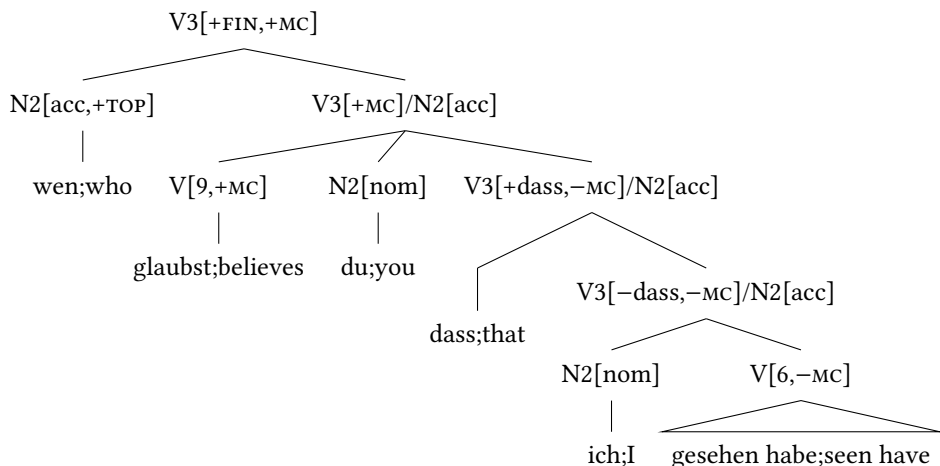 V3[+FIN,+MC]
N2[acc,+TOP] V3[+MC]/N2[acc]
wen;who V[9,+MC] N2[nom] V3[+dass,−MC]/N2[acc]
glaubst;believes du;you
V3[−dass,−MC]/N2[acc]
dass;that
N2[nom] V[6,−MC]
ich;I gesehen habe;seen have